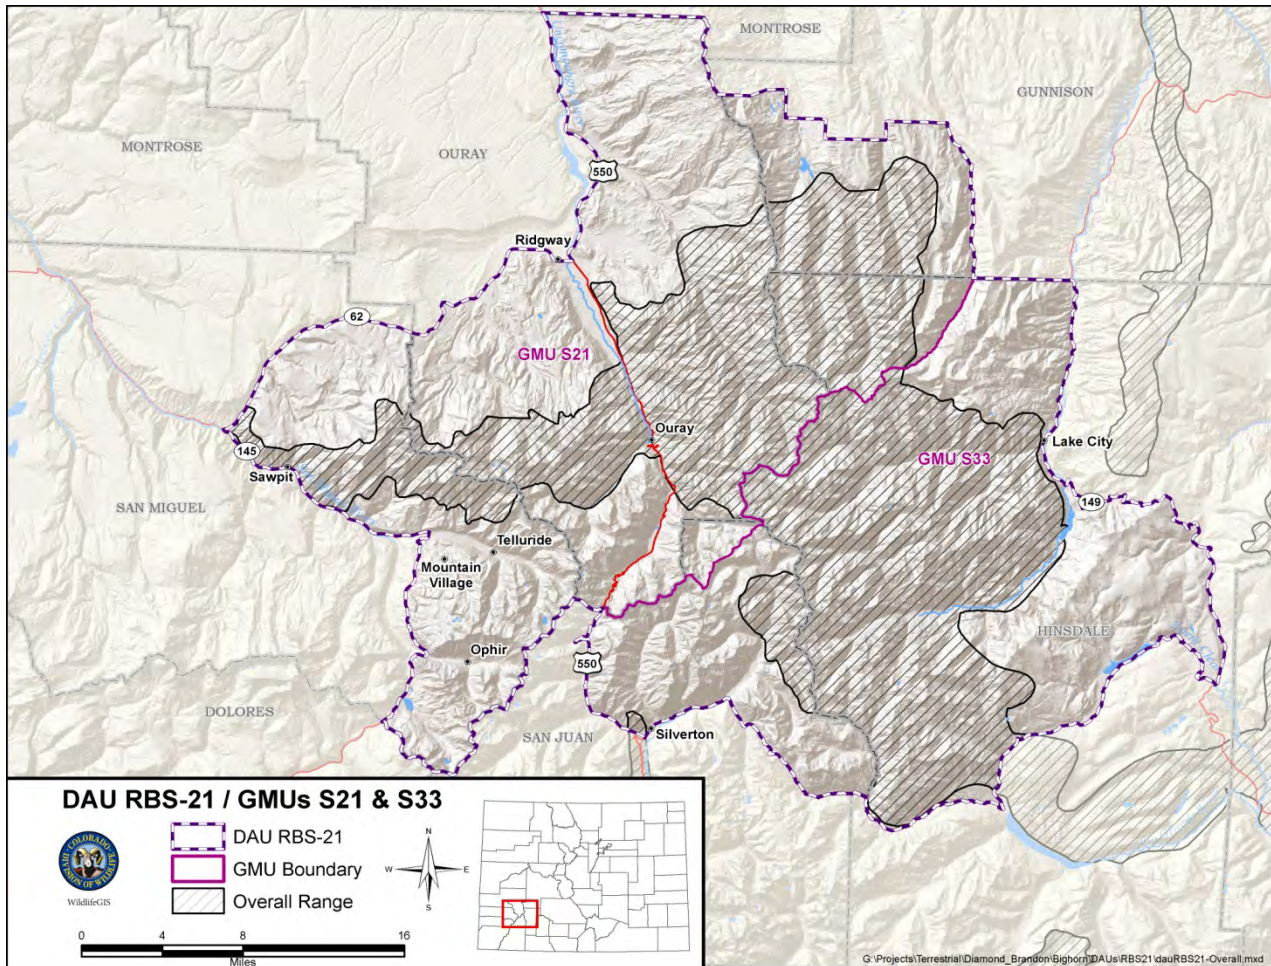 MONTROSE
GUNNISON
MONTROSE
OURAY
550
Ridgway
62
GMU S21
Ouray
Lake City
GMU S33
145
Sawpit
149
SAN MIGUEL
Telluride
Mountain
Village
HINSDALE
Ophir
550
DOLORES
SAN JUAN
Silverton
DAU RBS-21 / GMUs S21 & S33
COLORADO
DIVISION OF WILDLIFE
WildlifeGIS
DAU RBS-21
GMU Boundary
Overall Range
N
W E
S
0 4 8 16
Miles
G:\Projects\Terrestrial\Diamond_Brandon\Bighorn\DAUs\RBS21\dauRBS21-Overall.mxd